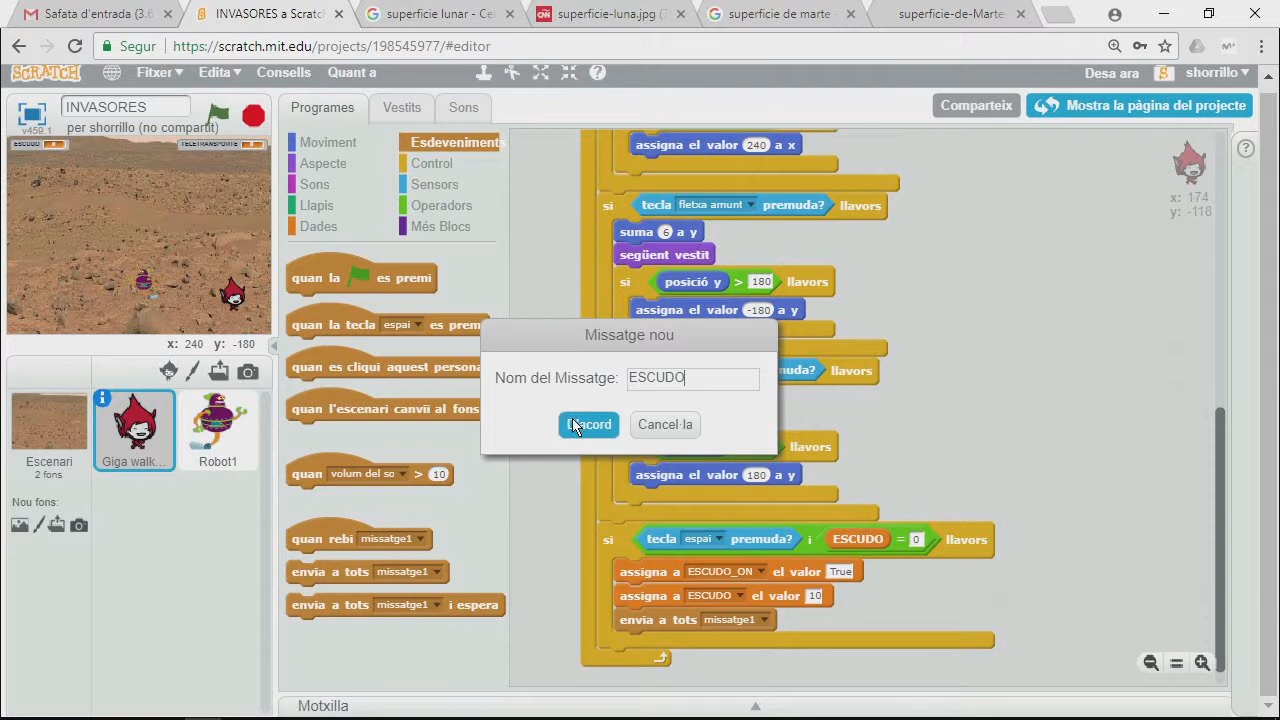 Safata d'entrada (3.6
INVASORES a Scratch
superficie lunar - Ce
superficie-luna.jpg (7
superficie de marte -
superficie-de-Marte
Segur
https://scratch.mit.edu/projects/198545977/#editor
SCRATCH
Fitxer
Edita
Consells
Quant a
Desa ara
shorrillo
v459.1
INVASORES
per shorrillo (no compartit)
Programes
Vestits
Sons
Comparteix
Mostra la pàgina del projecte
ESCUDO
TELETRANSPORTE
Moviment
Esdeveniments
Aspecte
Control
Sons
Sensors
Llapis
Operadors
Dades
Més Blocs
x: 174
y: -118
quan la es premi
quan la tecla espai es prem
quan es cliqui aquest persona
quan l'escenari canviï al fons
quan volum del so > 10
quan rebi missatge1
envia a tots missatge1
envia a tots missatge1 i espera
x: 240 y: -180
Escenari
2 fons
Giga walk...
Robot1
Nou fons:
assigna el valor 240 a x
si tecla fletxa amunt premuda? llavors
suma 6 a y
següent vestit
si posició y > 180 llavors
assigna el valor -180 a y
muda? llavors
llavors
assigna el valor 180 a y
si tecla espai premuda? i ESCUDO = 0 llavors
assigna a ESCUDO_ON el valor True
assigna a ESCUDO el valor 10
envia a tots missatge1
Missatge nou
Nom del Missatge: ESCUDO
Cancel·la
Motxilla